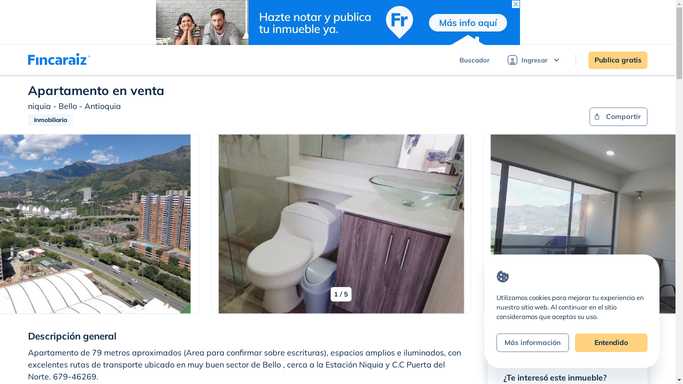 Hazte notar y publica
tu inmueble ya.
Fr
Más info aquí
Fincaraiz
Buscador
Ingresar
Publica gratis
Apartamento en venta
niquia - Bello - Antioquia
Inmobiliaria
Compartir
1 / 5
Utilizamos cookies para mejorar tu experiencia en
nuestro sitio web. Al continuar en el sitio
consideramos que aceptas su uso.
Más información
Entendido
Descripción general
Apartamento de 79 metros aproximados (Area para confirmar sobre escrituras), espacios amplios e iluminados, con
excelentes rutas de transporte ubicado en muy buen sector de Bello , cerca a la Estación Niquia y C.C Puerta del
Norte. 679-46269.
¿Te interesó este inmueble?